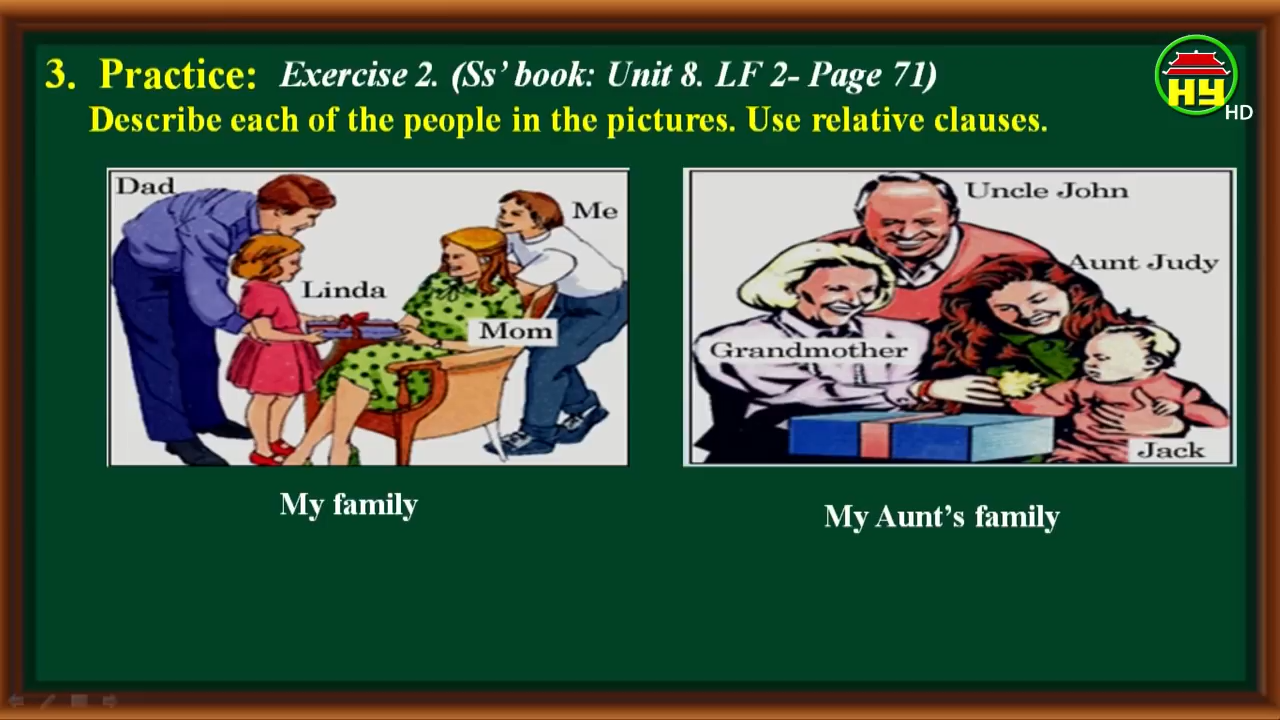 3. Practice: Exercise 2. (Ss’ book: Unit 8. LF 2- Page 71)
Describe each of the people in the pictures. Use relative clauses.
HY
HD
Dad
Me
Linda
Mom
Uncle John
Aunt Judy
Grandmother
Jack
My family
My Aunt’s family